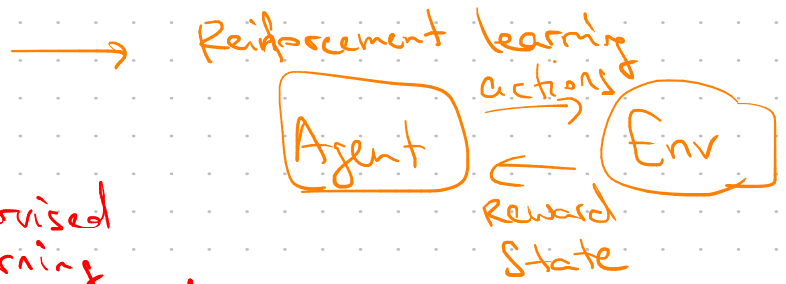 Reinforcement learning
actions
Agent
Env
Reward
State